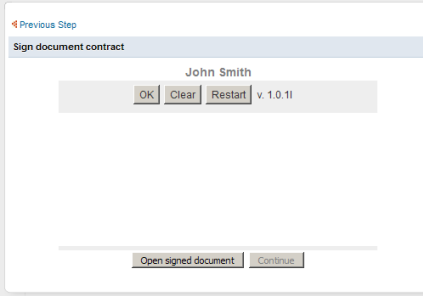 Previous Step
Sign document contract
John Smith
OK Clear Restart v. 1.0.1l
Open signed document Continue